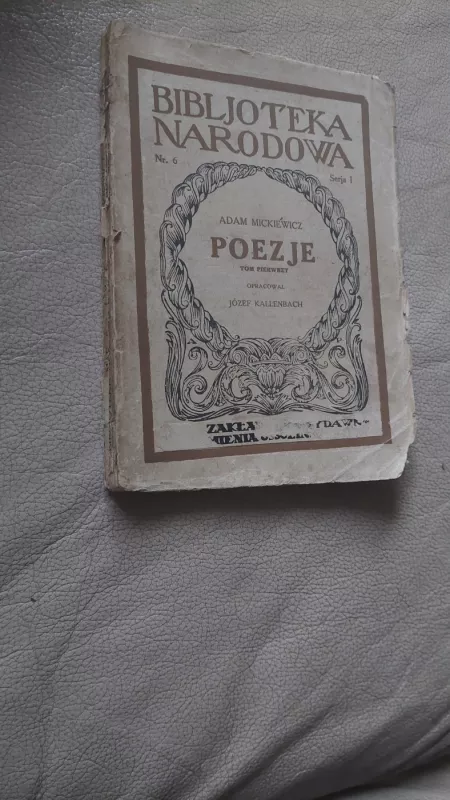 BIBLJOTEKA
NARODOWA
Nr. 6 Serja I
ADAM MICKIEWICZ
POEZJE
TOM PIERWSZY
OPRACOWAŁ
JÓZEF KALLENBACH